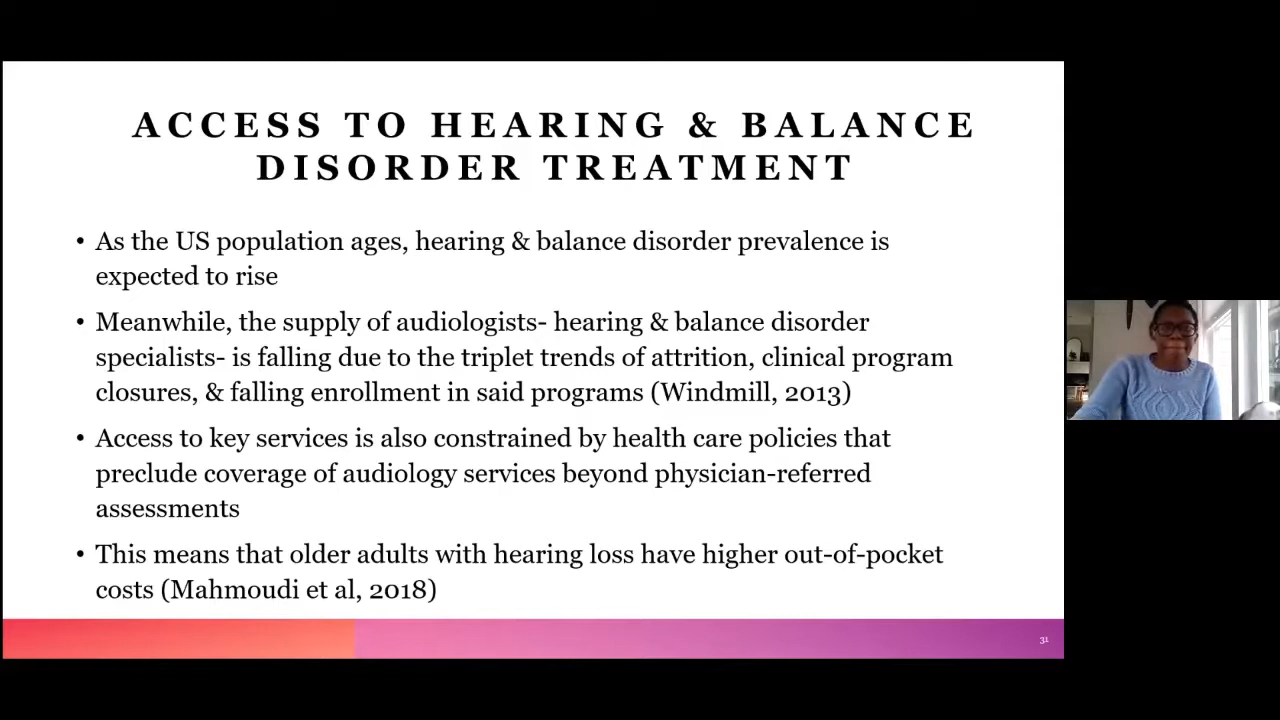 ACCESS TO HEARING & BALANCE
DISORDER TREATMENT
• As the US population ages, hearing & balance disorder prevalence is
expected to rise
• Meanwhile, the supply of audiologists- hearing & balance disorder
specialists- is falling due to the triplet trends of attrition, clinical program
closures, & falling enrollment in said programs (Windmill, 2013)
• Access to key services is also constrained by health care policies that
preclude coverage of audiology services beyond physician-referred
assessments
• This means that older adults with hearing loss have higher out-of-pocket
costs (Mahmoudi et al, 2018)
31